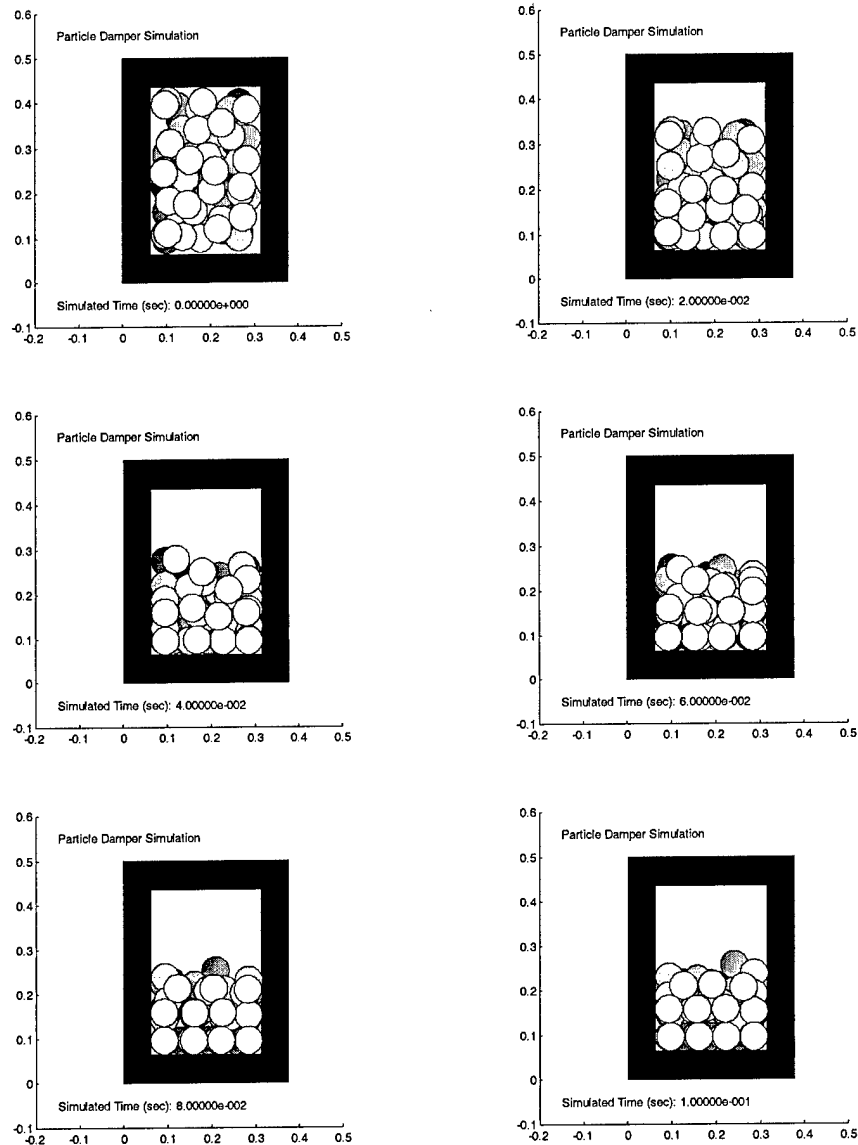 0.6
Particle Damper Simulation
0.5
0.4
0.3
0.2
0.1
0
Simulated Time (sec): 0.00000e+000
-0.1
-0.2 -0.1 0 0.1 0.2 0.3 0.4 0.5
0.6
Particle Damper Simulation
0.5
0.4
0.3
0.2
0.1
0
Simulated Time (sec): 2.00000e-002
-0.1
-0.2 -0.1 0 0.1 0.2 0.3 0.4 0.5
0.6
Particle Damper Simulation
0.5
0.4
0.3
0.2
0.1
0
Simulated Time (sec): 4.00000e-002
-0.1
-0.2 -0.1 0 0.1 0.2 0.3 0.4 0.5
0.6
Particle Damper Simulation
0.5
0.4
0.3
0.2
0.1
0
Simulated Time (sec): 6.00000e-002
-0.1
-0.2 -0.1 0 0.1 0.2 0.3 0.4 0.5
0.6
Particle Damper Simulation
0.5
0.4
0.3
0.2
0.1
0
Simulated Time (sec): 8.00000e-002
-0.1
-0.2 -0.1 0 0.1 0.2 0.3 0.4 0.5
0.6
Particle Damper Simulation
0.5
0.4
0.3
0.2
0.1
0
Simulated Time (sec): 1.00000e-001
-0.1
-0.2 -0.1 0 0.1 0.2 0.3 0.4 0.5